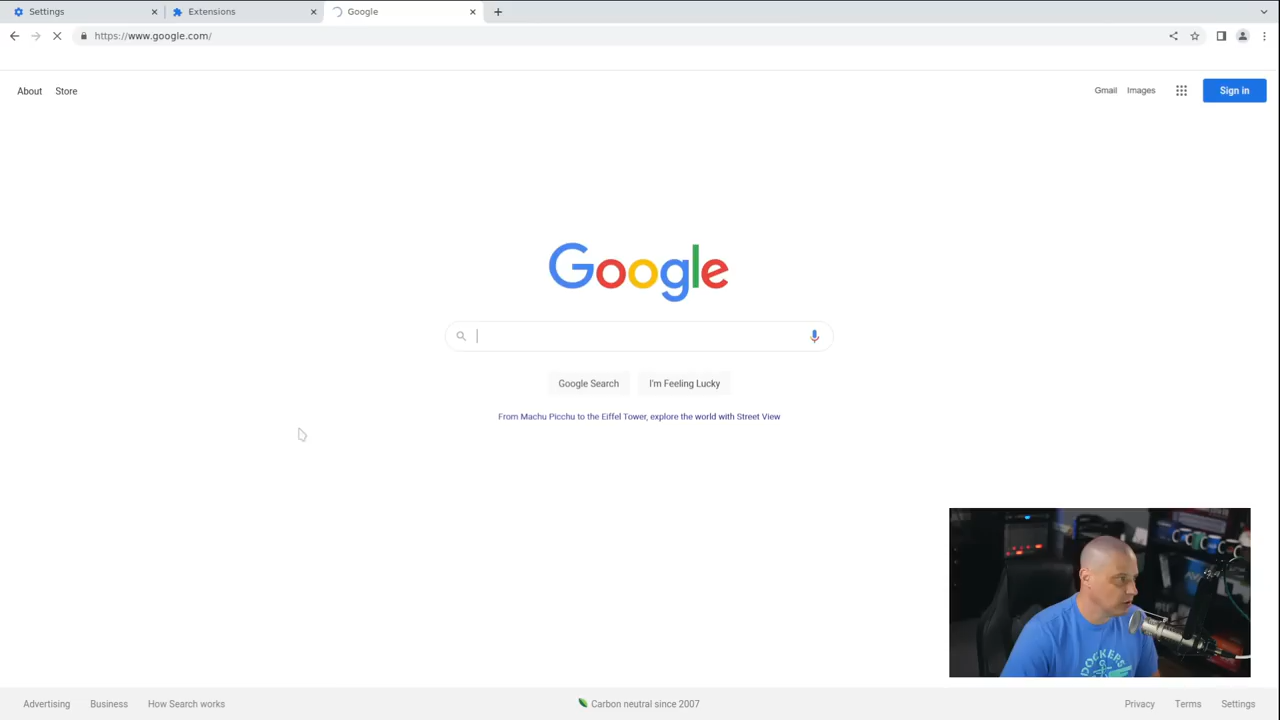 Settings
Extensions
Google
https://www.google.com/
About
Store
Gmail
Images
Sign in
Google
Google Search
I'm Feeling Lucky
From Machu Picchu to the Eiffel Tower, explore the world with Street View
DOCKERS
Advertising
Business
How Search works
Carbon neutral since 2007
Privacy
Terms
Settings